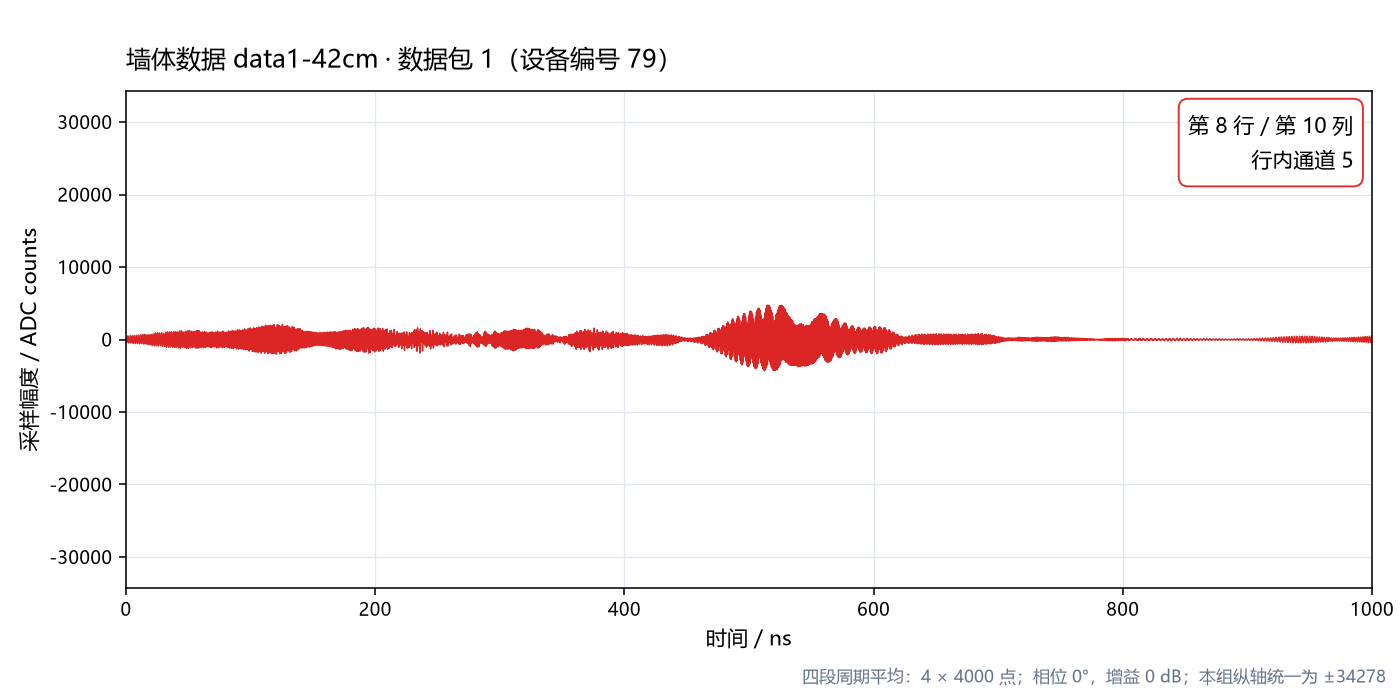 墙体数据 data1-42cm · 数据包 1（设备编号 79）
第 8 行 / 第 10 列
行内通道 5
30000
20000
10000
0
-10000
-20000
-30000
采样幅度 / ADC counts
0
200
400
600
800
1000
时间 / ns
四段周期平均：4 × 4000 点；相位 0°，增益 0 dB；本组纵轴统一为 ±34278